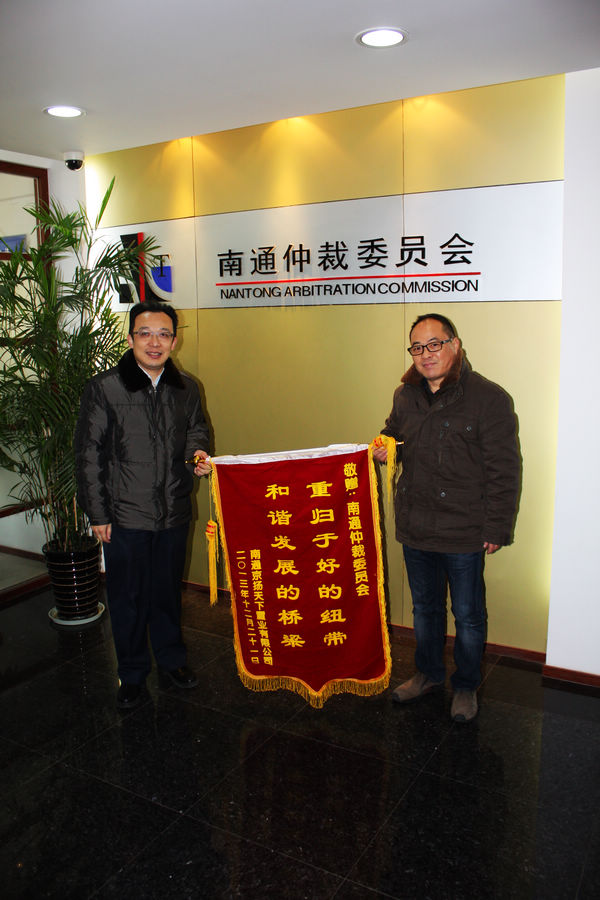 T
南通仲裁委员会
NANTONG ARBITRATION COMMISSION
敬赠：南通仲裁委员会
重归于好的纽带
和谐发展的桥梁
南通京扬天下置业有限公司
二〇一三年十二月二十一日